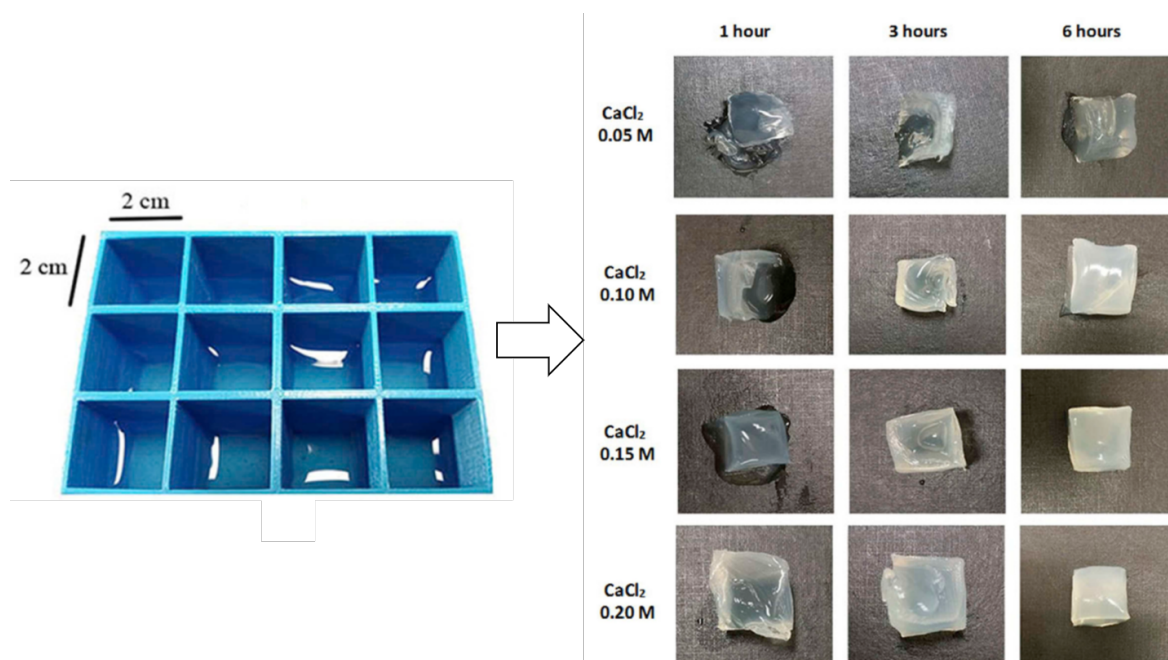 2 cm
2 cm
1 hour 3 hours 6 hours
CaCl₂
0.05 M
CaCl₂
0.10 M
CaCl₂
0.15 M
CaCl₂
0.20 M